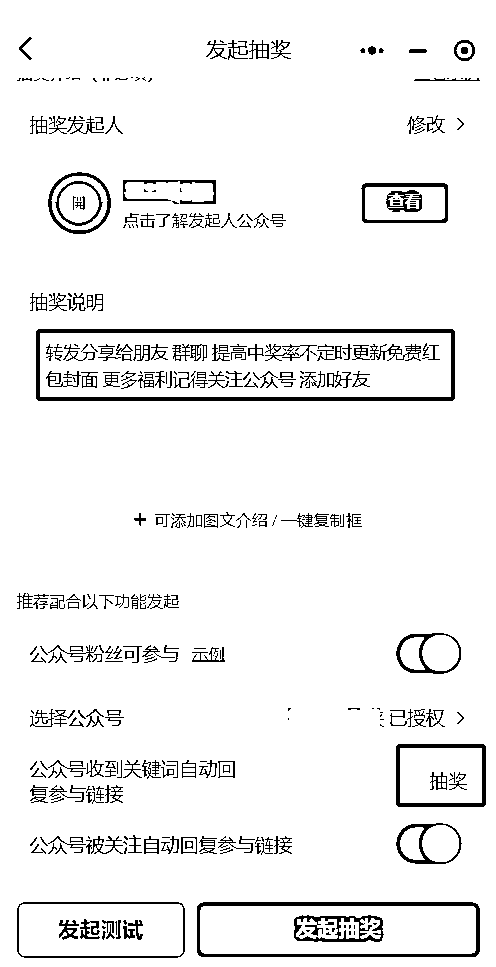 发起抽奖
抽奖发起人
修改
開
点击了解发起人公众号
查看
抽奖说明
转发分享给朋友 群聊 提高中奖率不定时更新免费红
包封面 更多福利记得关注公众号 添加好友
+ 可添加图文介绍 / 一键复制框
推荐配合以下功能发起
公众号粉丝可参与 示例
选择公众号
已授权
公众号收到关键词自动回
复参与链接
抽奖
公众号被关注自动回复参与链接
发起测试
发起抽奖